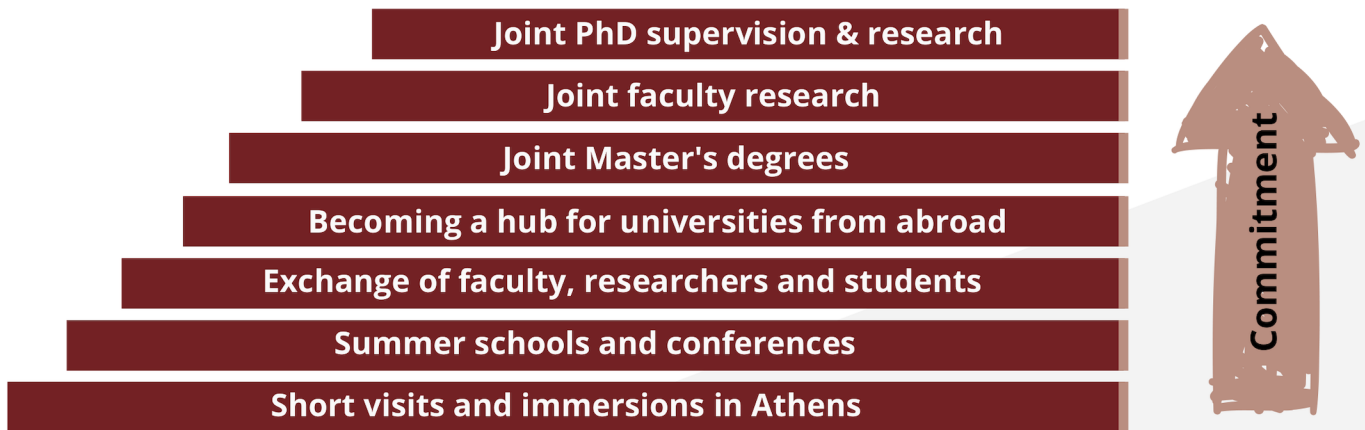 Joint PhD supervision & research
Joint faculty research
Joint Master's degrees
Becoming a hub for universities from abroad
Exchange of faculty, researchers and students
Summer schools and conferences
Short visits and immersions in Athens
Commitment